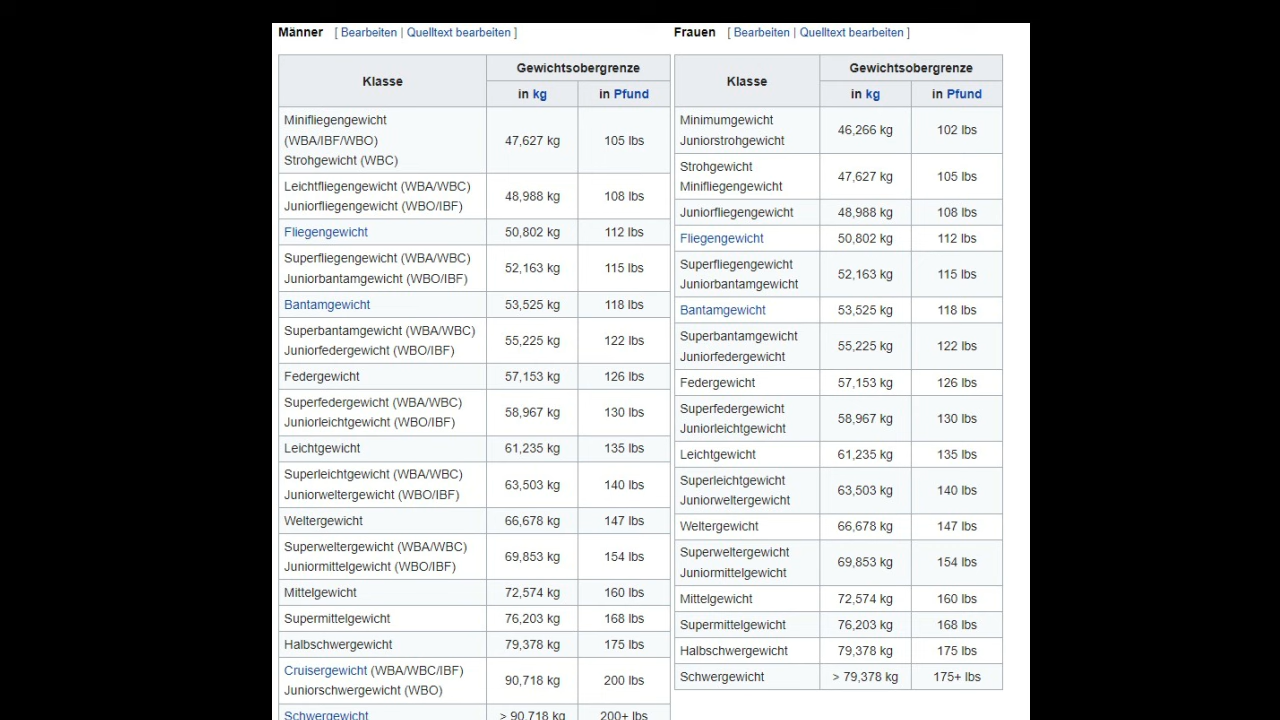 Männer [ Bearbeiten | Quelltext bearbeiten ]
Klasse Gewichtsobergrenze
in kg in Pfund
Minifliegengewicht
(WBA/IBF/WBO)
Strohgewicht (WBC) 47,627 kg 105 lbs
Leichtfliegengewicht (WBA/WBC)
Juniorfliegengewicht (WBO/IBF) 48,988 kg 108 lbs
Fliegengewicht 50,802 kg 112 lbs
Superfliegengewicht (WBA/WBC)
Juniorbantamgewicht (WBO/IBF) 52,163 kg 115 lbs
Bantamgewicht 53,525 kg 118 lbs
Superbantamgewicht (WBA/WBC)
Juniorfedergewicht (WBO/IBF) 55,225 kg 122 lbs
Federgewicht 57,153 kg 126 lbs
Superfedergewicht (WBA/WBC)
Juniorleichtgewicht (WBO/IBF) 58,967 kg 130 lbs
Leichtgewicht 61,235 kg 135 lbs
Superleichtgewicht (WBA/WBC)
Juniorweltergewicht (WBO/IBF) 63,503 kg 140 lbs
Weltergewicht 66,678 kg 147 lbs
Superweltergewicht (WBA/WBC)
Juniormittelgewicht (WBO/IBF) 69,853 kg 154 lbs
Mittelgewicht 72,574 kg 160 lbs
Supermittelgewicht 76,203 kg 168 lbs
Halbschwergewicht 79,378 kg 175 lbs
Cruisergewicht (WBA/WBC/IBF)
Juniorschwergewicht (WBO) 90,718 kg 200 lbs
Schwergewicht > 90,718 kg 200+ lbs
Frauen [ Bearbeiten | Quelltext bearbeiten ]
Klasse Gewichtsobergrenze
in kg in Pfund
Minimumgewicht
Juniorstrohgewicht 46,266 kg 102 lbs
Strohgewicht
Minifliegengewicht 47,627 kg 105 lbs
Juniorfliegengewicht 48,988 kg 108 lbs
Fliegengewicht 50,802 kg 112 lbs
Superfliegengewicht
Juniorbantamgewicht 52,163 kg 115 lbs
Bantamgewicht 53,525 kg 118 lbs
Superbantamgewicht
Juniorfedergewicht 55,225 kg 122 lbs
Federgewicht 57,153 kg 126 lbs
Superfedergewicht
Juniorleichtgewicht 58,967 kg 130 lbs
Leichtgewicht 61,235 kg 135 lbs
Superleichtgewicht
Juniorweltergewicht 63,503 kg 140 lbs
Weltergewicht 66,678 kg 147 lbs
Superweltergewicht
Juniormittelgewicht 69,853 kg 154 lbs
Mittelgewicht 72,574 kg 160 lbs
Supermittelgewicht 76,203 kg 168 lbs
Halbschwergewicht 79,378 kg 175 lbs
Schwergewicht > 79,378 kg 175+ lbs